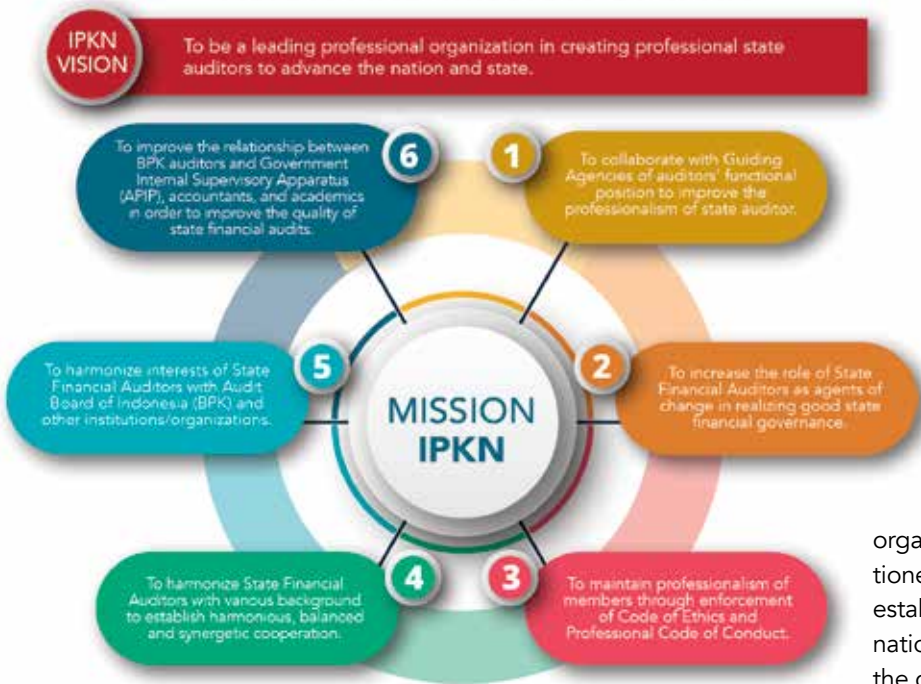 IPKN
VISION
To be a leading professional organization in creating professional state
auditors to advance the nation and state.
1
To collaborate with Guiding
Agencies of auditors' functional
position to improve the
professionalism of state auditor.
2
To increase the role of State
Financial Auditors as agents of
change in realizing good state
financial governance.
3
To maintain professionalism of
members through enforcement
of Code of Ethics and
Professional Code of Conduct.
4
To harmonize State Financial
Auditors with various background
to establish harmonious, balanced
and synergetic cooperation.
5
To harmonize interests of State
Financial Auditors with Audit
Board of Indonesia (BPK) and
other institutions/organizations.
6
To improve the relationship between
BPK auditors and Government
Internal Supervisory Apparatus
(APIP), accountants, and academics
in order to improve the quality of
state financial audits.
MISSION
IPKN
orga
tione
estal
natic
the